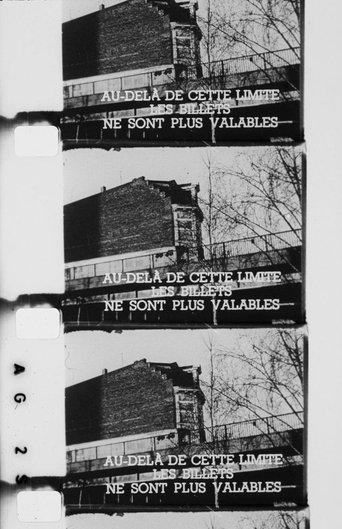 AU-DELÀ DE CETTE LIMITE
LES BILLETS
NE SONT PLUS VALABLES
AU-DELÀ DE CETTE LIMITE
LES BILLETS
NE SONT PLUS VALABLES
AU-DELÀ DE CETTE LIMITE
LES BILLETS
NE SONT PLUS VALABLES
A G 2 S